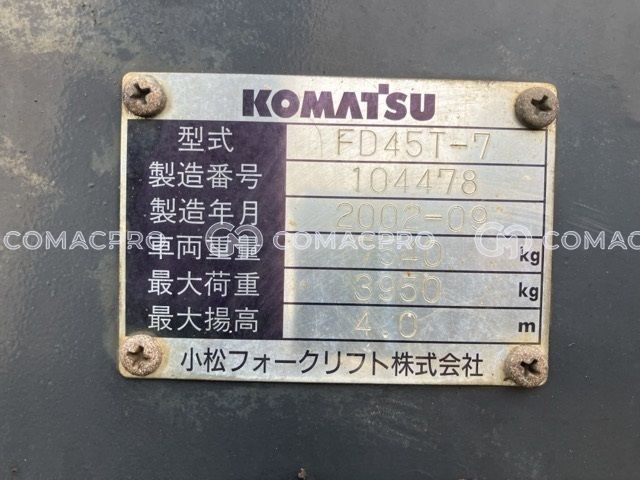 KOMATSU
型式 FD45T-7
製造番号 104478
製造年月 2002-09
COMACPRO COMACPRO COMACPRO
車両重量 kg
最大荷重 3950 kg
最大揚高 4.0 m
小松フォークリフト株式会社